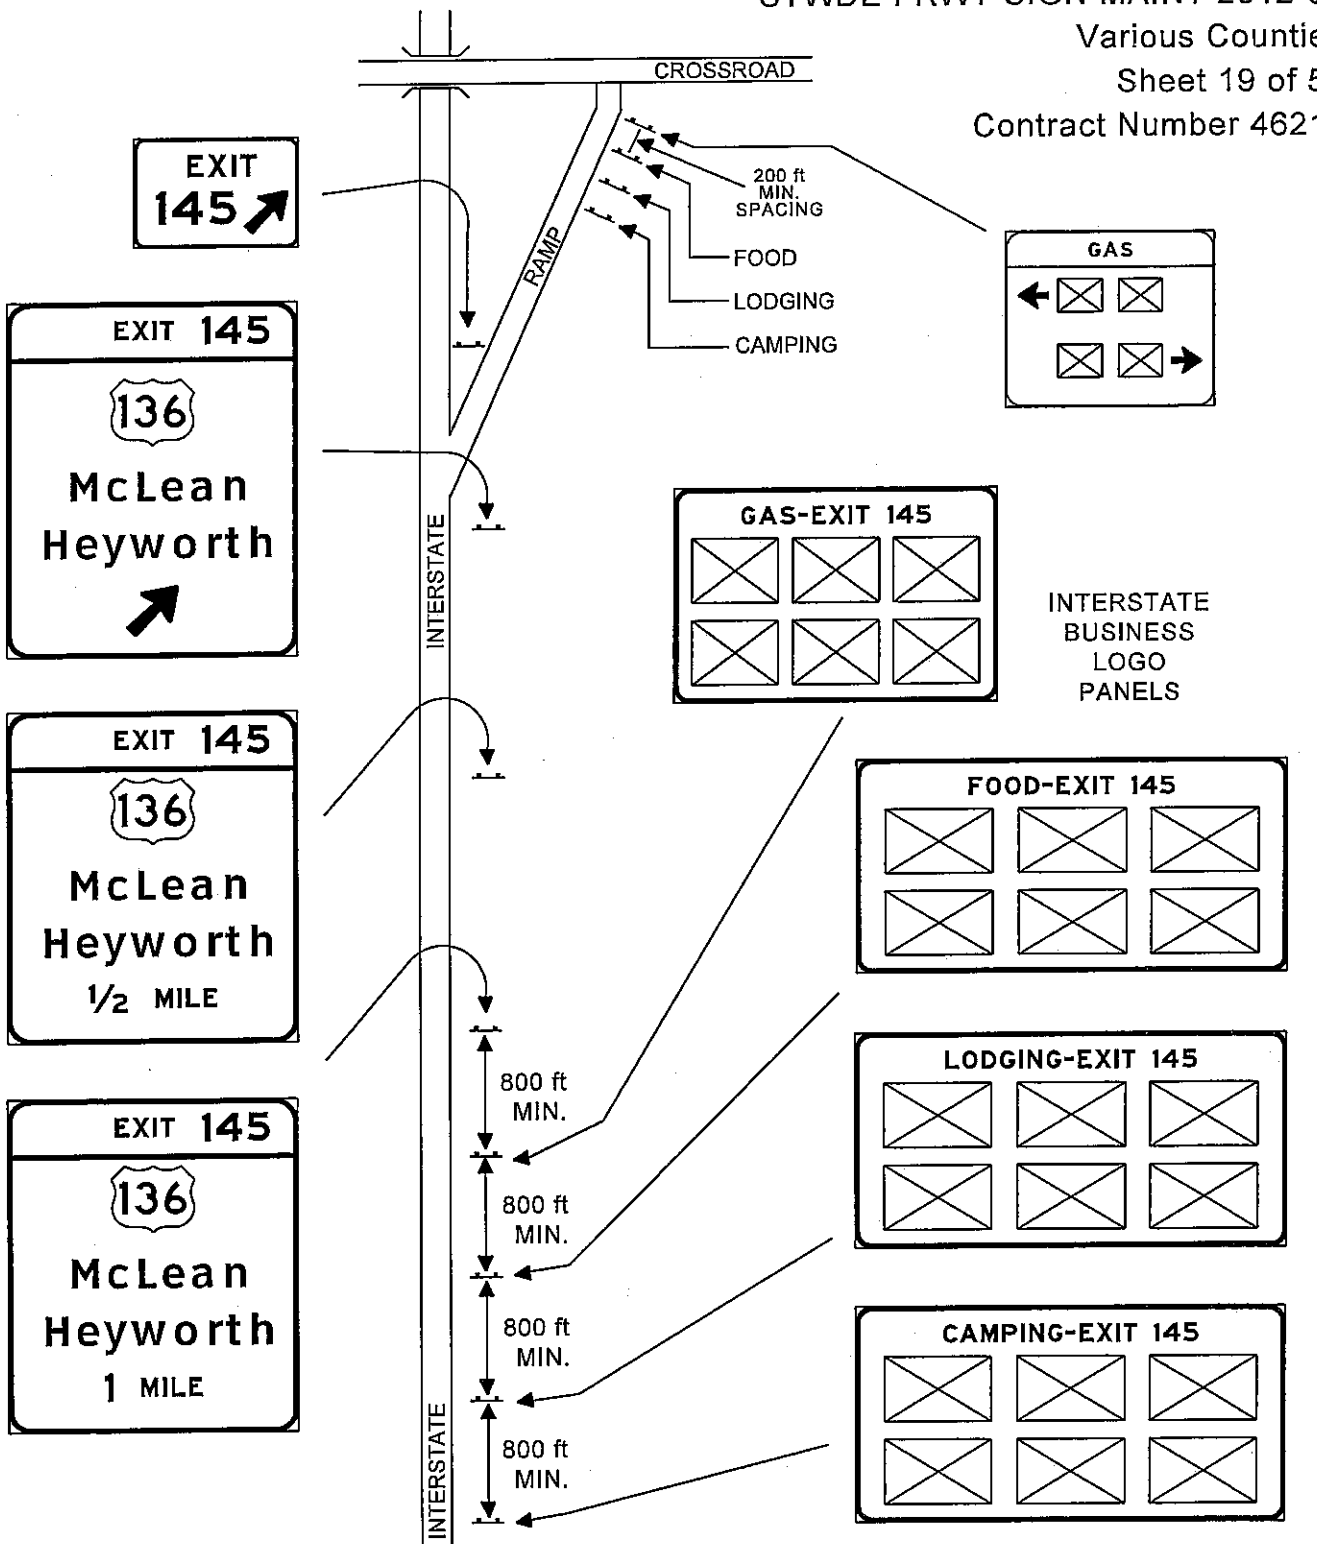 Various Countie
Sheet 19 of 5
Contract Number 4621
CROSSROAD
EXIT
145
200 ft
MIN.
SPACING
RAMP
FOOD
LODGING
CAMPING
GAS
EXIT 145
136
McLean
Heyworth
INTERSTATE
GAS-EXIT 145
INTERSTATE
BUSINESS
LOGO
PANELS
EXIT 145
136
McLean
Heyworth
1/2 MILE
FOOD-EXIT 145
800 ft
MIN.
LODGING-EXIT 145
EXIT 145
136
McLean
Heyworth
1 MILE
800 ft
MIN.
800 ft
MIN.
CAMPING-EXIT 145
INTERSTATE
800 ft
MIN.